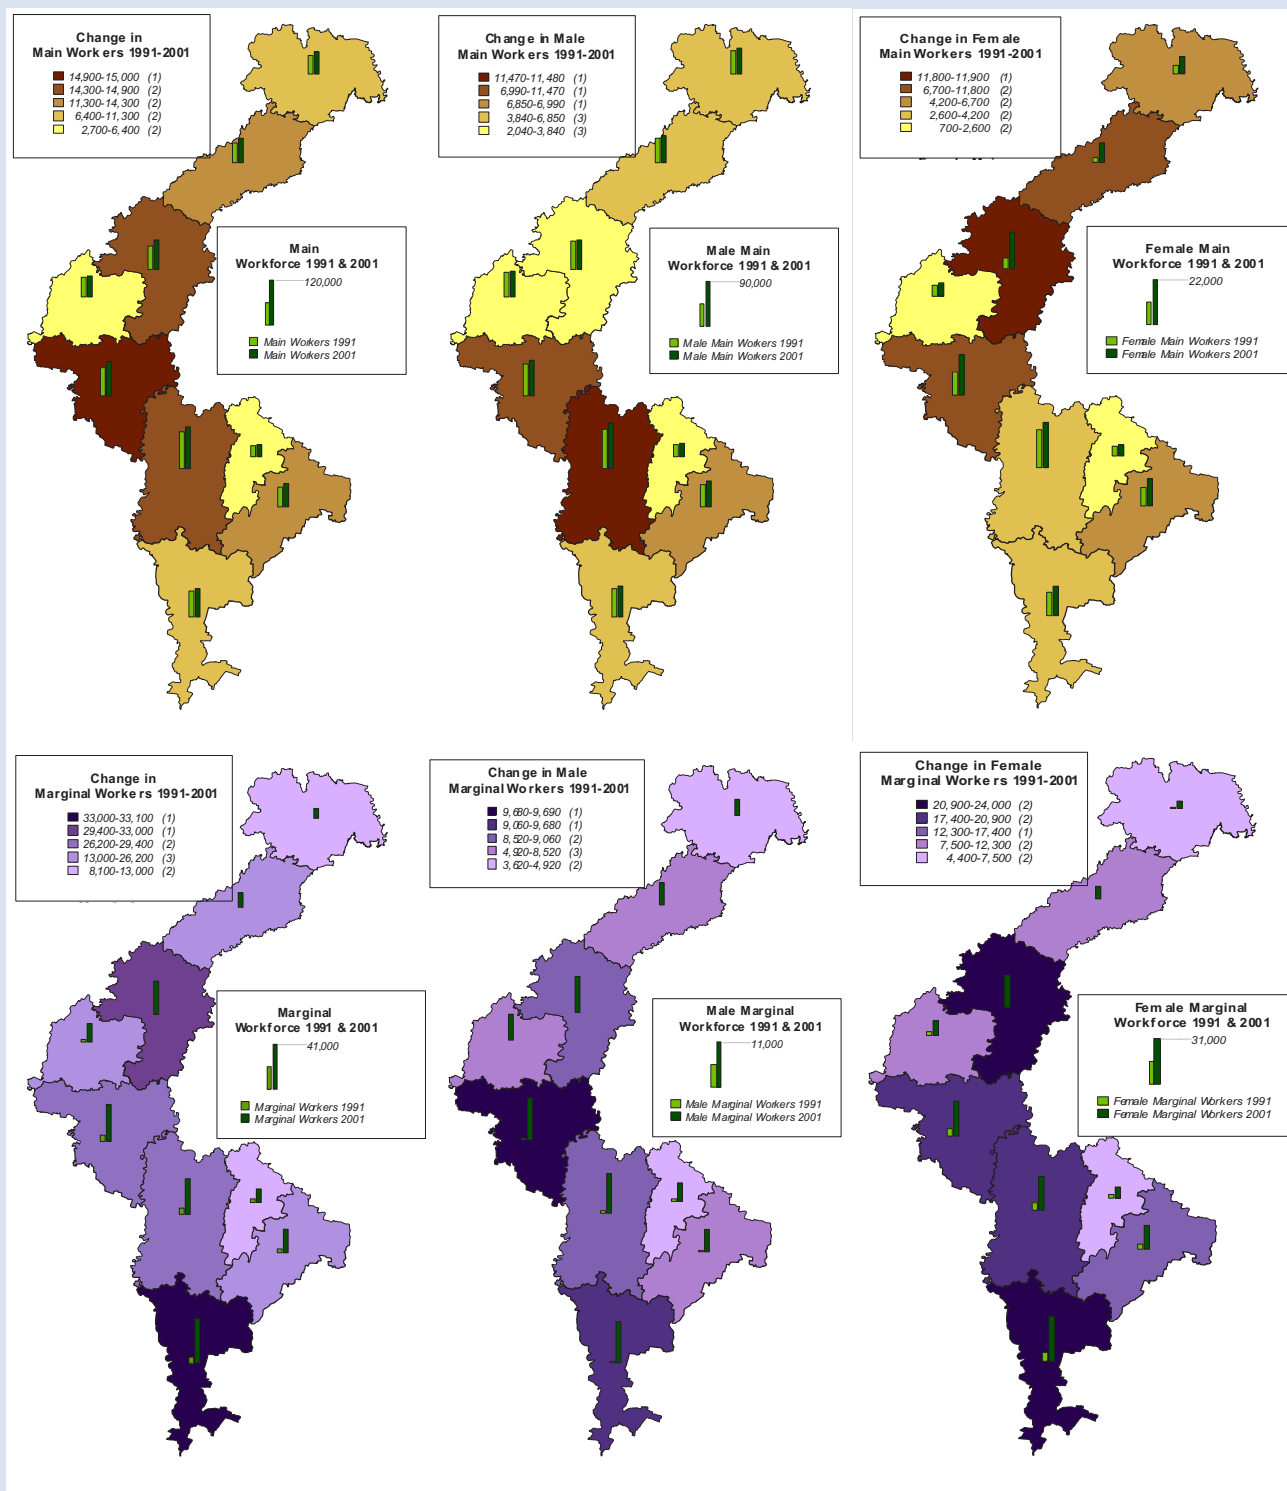 Change in
Main Workers 1991-2001
14,900-15,000 (1)
14,300-14,900 (2)
11,300-14,300 (2)
6,400-11,300 (2)
2,700-6,400 (2)
Change in Male
Main Workers 1991-2001
11,470-11,480 (1)
6,990-11,470 (1)
6,850-6,990 (1)
3,840-6,850 (3)
2,040-3,840 (3)
Change in Female
Main Workers 1991-2001
11,800-11,900 (1)
6,700-11,800 (2)
4,200-6,700 (2)
2,600-4,200 (2)
700-2,600 (2)
Main
Workforce 1991 & 2001
120,000
Main Workers 1991
Main Workers 2001
Male Main
Workforce 1991 & 2001
90,000
Male Main Workers 1991
Male Main Workers 2001
Female Main
Workforce 1991 & 2001
22,000
Female Main Workers 1991
Female Main Workers 2001
Change in
Marginal Workers 1991-2001
33,000-33,100 (1)
29,400-33,000 (1)
26,200-29,400 (2)
13,000-26,200 (3)
8,100-13,000 (2)
Change in Male
Marginal Workers 1991-2001
9,680-9,690 (1)
9,060-9,680 (1)
8,520-9,060 (2)
4,920-8,520 (3)
3,620-4,920 (2)
Change in Female
Marginal Workers 1991-2001
20,900-24,000 (2)
17,400-20,900 (2)
12,300-17,400 (1)
7,500-12,300 (2)
4,400-7,500 (2)
Marginal
Workforce 1991 & 2001
41,000
Marginal Workers 1991
Marginal Workers 2001
Male Marginal
Workforce 1991 & 2001
11,000
Male Marginal Workers 1991
Male Marginal Workers 2001
Female Marginal
Workforce 1991 & 2001
31,000
Female Marginal Workers 1991
Female Marginal Workers 2001